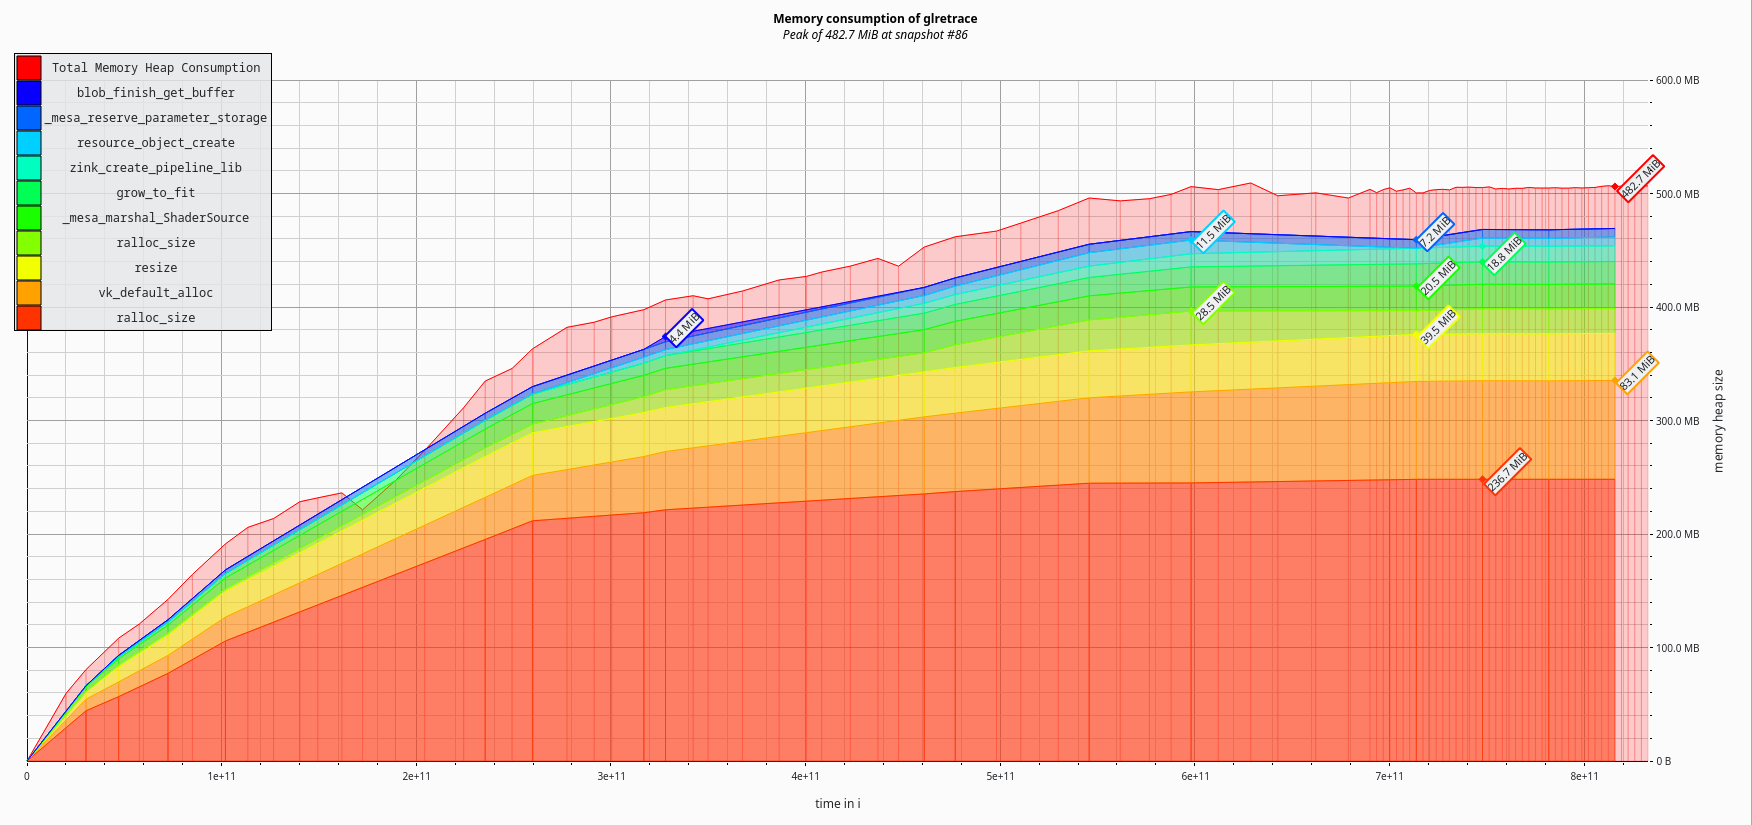 Memory consumption of glretrace
Peak of 482.7 MiB at snapshot #86
Total Memory Heap Consumption
blob_finish_get_buffer
_mesa_reserve_parameter_storage
resource_object_create
zink_create_pipeline_lib
grow_to_fit
_mesa_marshal_ShaderSource
ralloc_size
resize
vk_default_alloc
ralloc_size
600.0 MB
500.0 MB
400.0 MB
300.0 MB
200.0 MB
100.0 MB
0 B
memory heap size
482.7 MiB
11.5 MiB
7.2 MiB
18.8 MiB
20.5 MiB
28.5 MiB
4.4 MiB
39.5 MiB
83.1 MiB
236.7 MiB
0
1e+11
2e+11
3e+11
4e+11
5e+11
6e+11
7e+11
8e+11
time in i